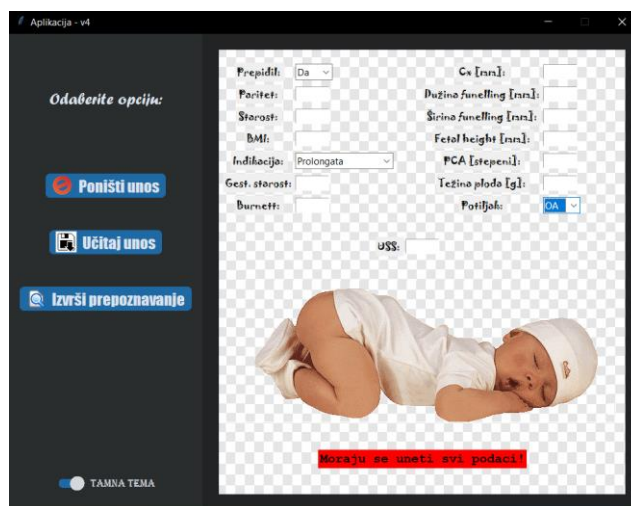 Aplikacija - v4
Odaberite opciju:
Poništi unos
Učitaj unos
Izvrši prepoznavanje
TAMNA TEMA
Prepidil: Da
Paritet:
Starost:
BMI:
Indikacija: Prolongata
Gest. starost:
Burnett:
Cx [mm]:
Dužina funelling [mm]:
Širina funelling [mm]:
Fetal height [mm]:
PCA [stepeni]:
Težina ploda [g]:
Potiljak: OA
USS:
Moraju se uneti svi podaci!